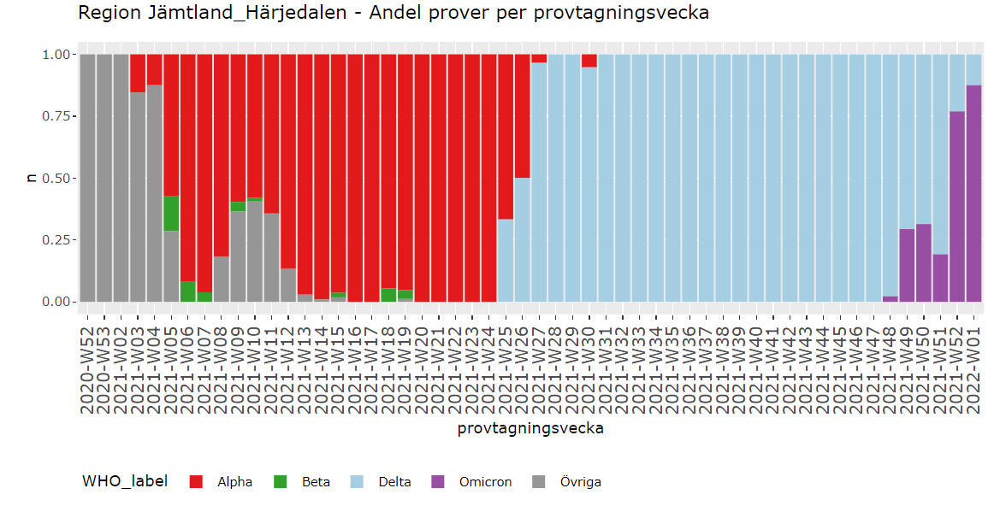 Region Jämtland_Härjedalen - Andel prover per provtagningsvecka
1.00
0.75
0.50
0.25
0.00
n
2020-W52
2020-W53
2021-W02
2021-W03
2021-W04
2021-W05
2021-W06
2021-W07
2021-W08
2021-W09
2021-W10
2021-W11
2021-W12
2021-W13
2021-W14
2021-W15
2021-W16
2021-W17
2021-W18
2021-W19
2021-W20
2021-W21
2021-W22
2021-W23
2021-W24
2021-W25
2021-W26
2021-W27
2021-W28
2021-W29
2021-W30
2021-W31
2021-W32
2021-W33
2021-W34
2021-W35
2021-W36
2021-W37
2021-W38
2021-W39
2021-W40
2021-W41
2021-W42
2021-W43
2021-W44
2021-W45
2021-W46
2021-W47
2021-W48
2021-W49
2021-W50
2021-W51
2021-W52
2022-W01
provtagningsvecka
WHO_label Alpha Beta Delta Omicron Övriga